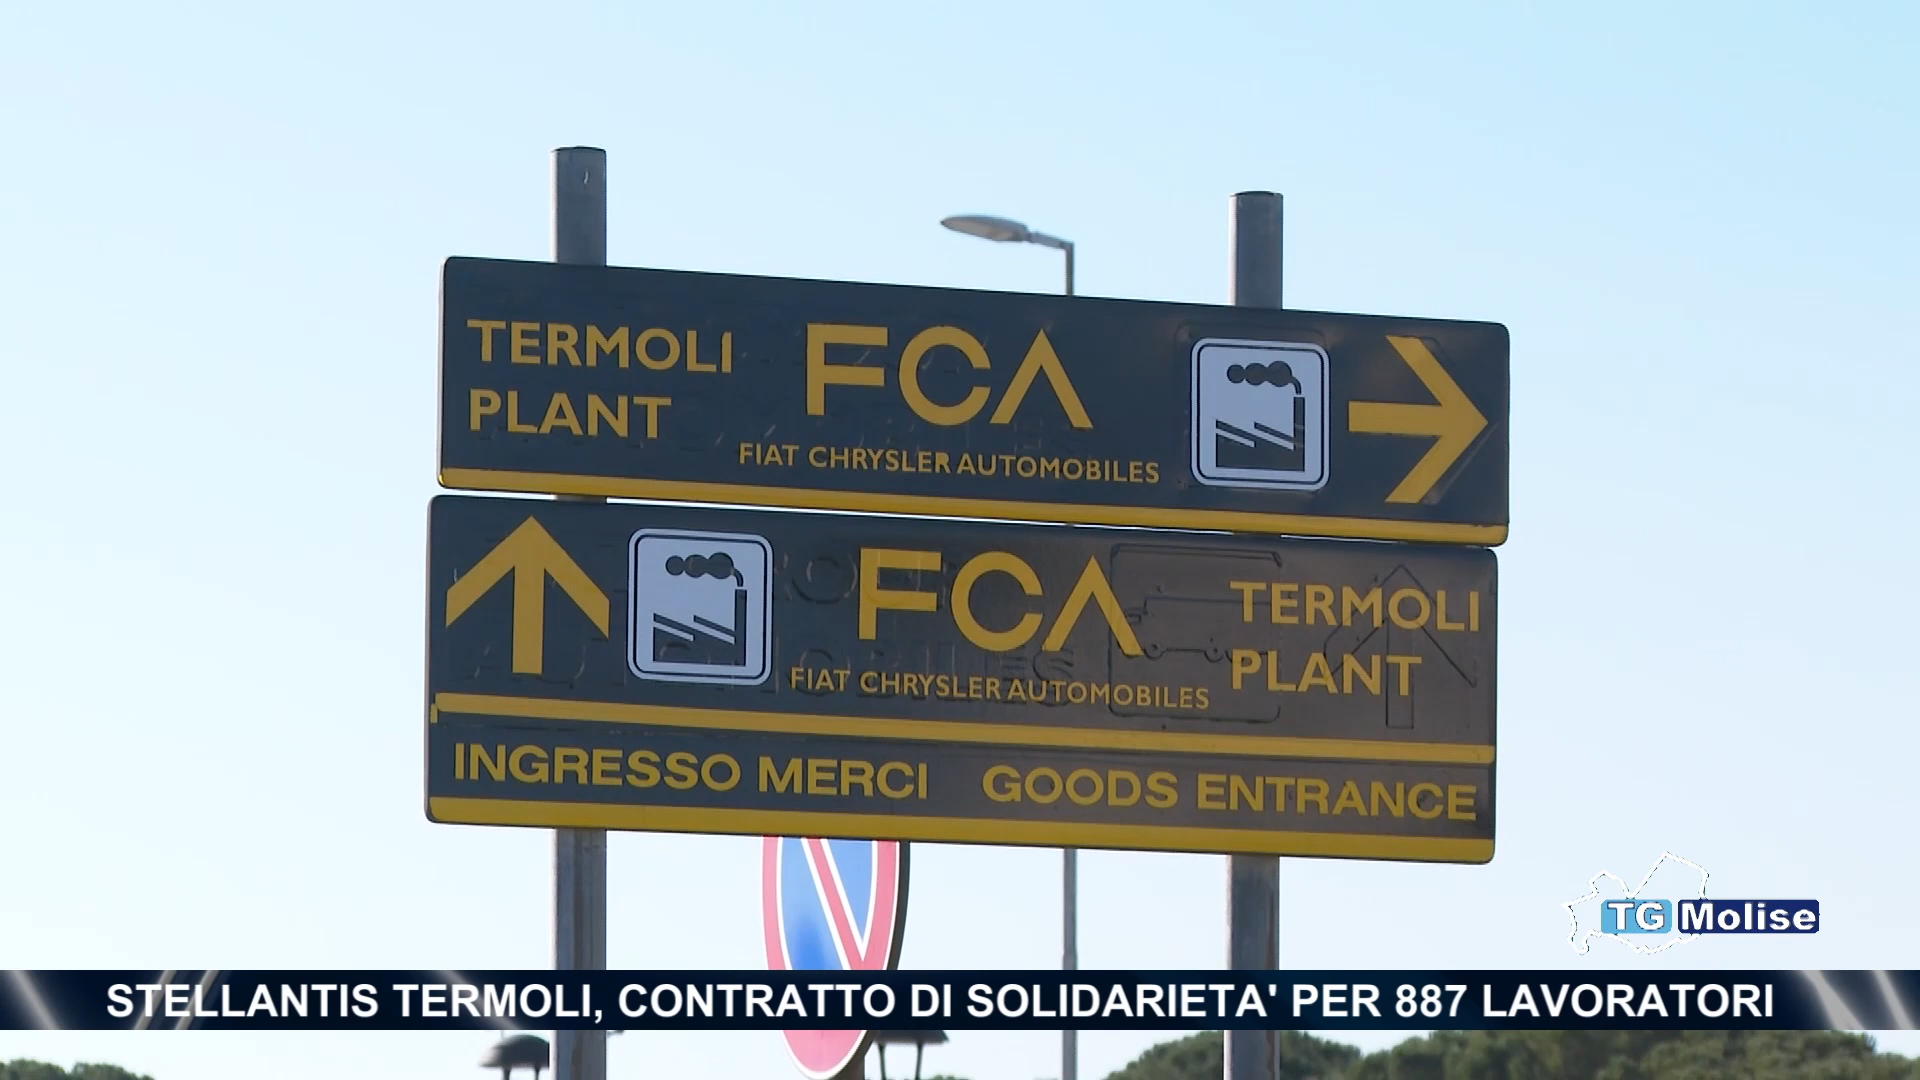 TERMOLI
PLANT
FCA
FIAT CHRYSLER AUTOMOBILES
FCA
FIAT CHRYSLER AUTOMOBILES
TERMOLI
PLANT
INGRESSO MERCI GOODS ENTRANCE
TG Molise
STELLANTIS TERMOLI, CONTRATTO DI SOLIDARIETA' PER 887 LAVORATORI